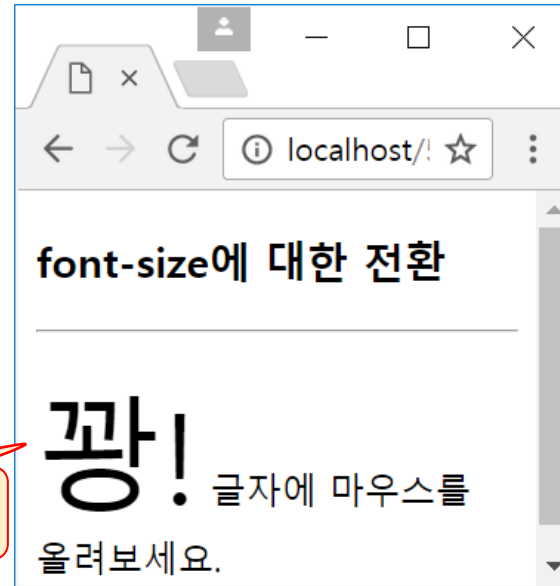 localhost/
font-size에 대한 전환
꽝! 글자에 마우스를
올려보세요.